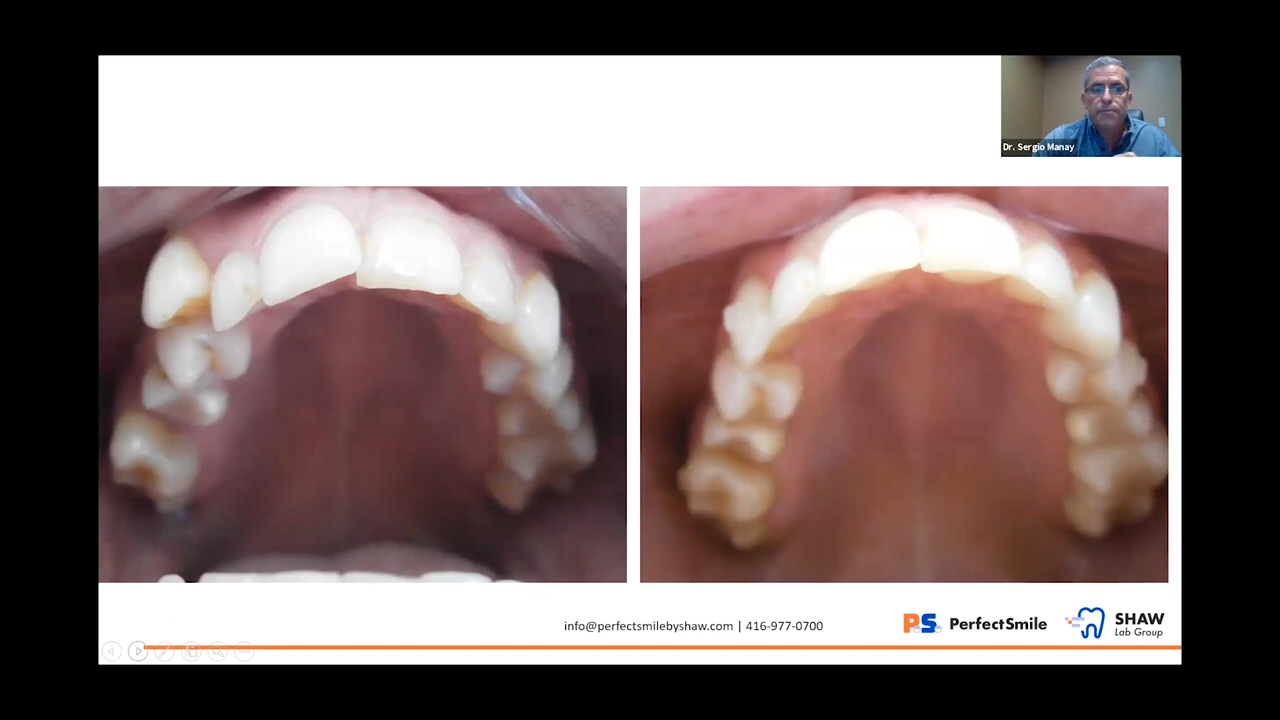 Dr. Sergio Manay
info@perfectsmilebyshaw.com | 416-977-0700
PS PerfectSmile
SHAW
Lab Group